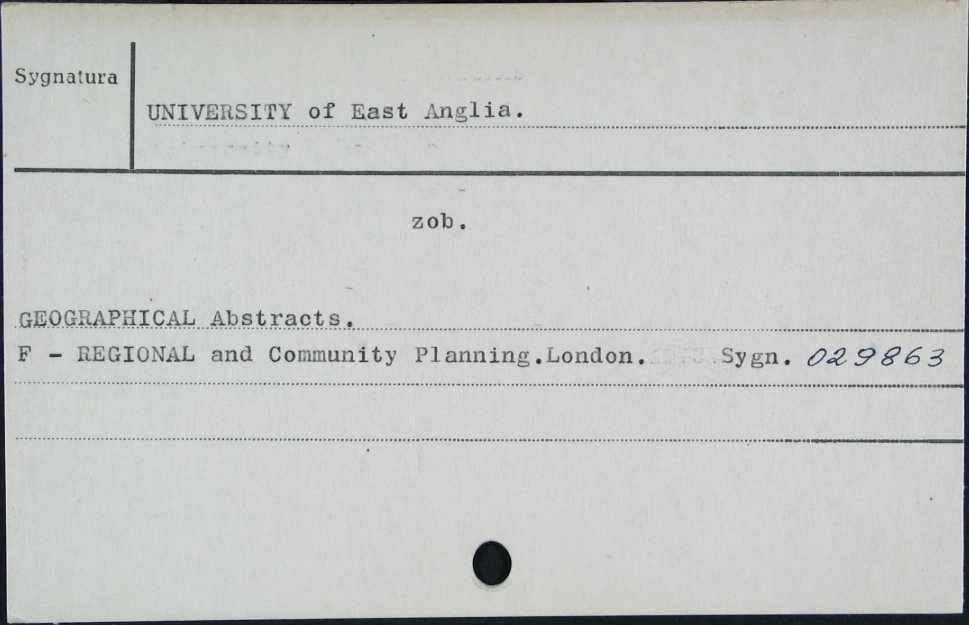 Sygnatura
UNIVERSITY of East Anglia.
zob.
GEOGRAPHICAL Abstracts.
F - REGIONAL and Community Planning.London. Sygn. 029863